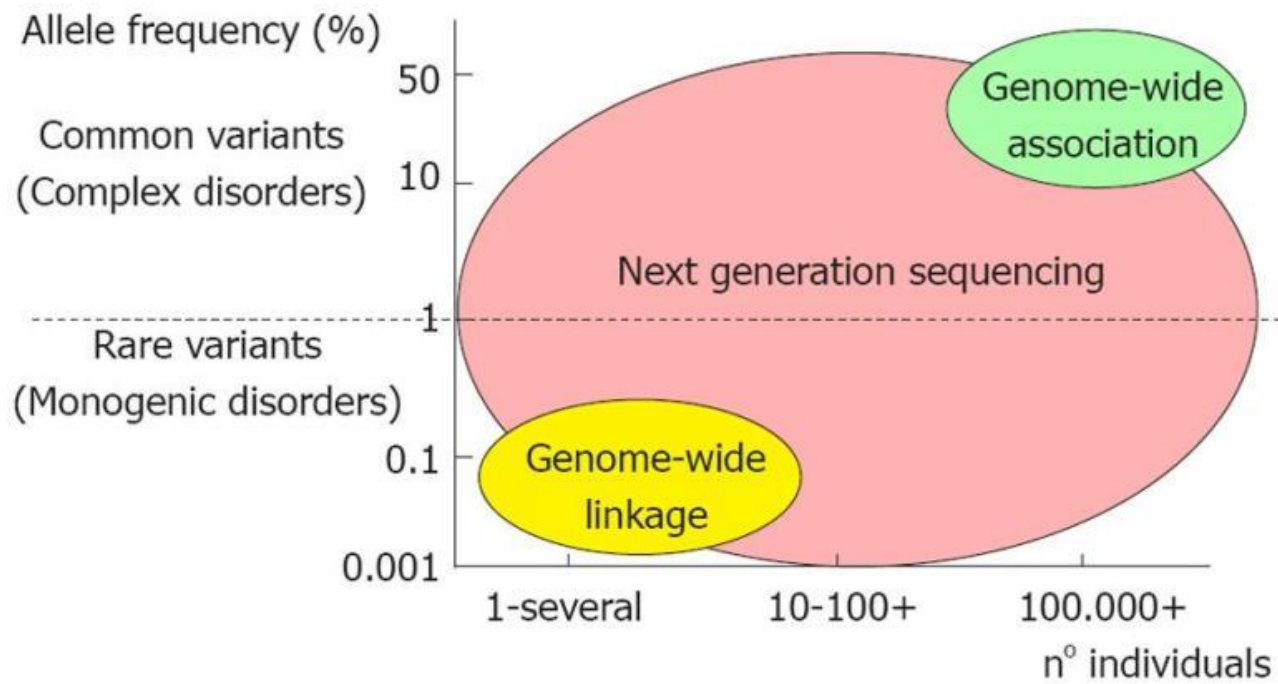 Allele frequency (%)
50
Common variants
(Complex disorders)
10
1
Rare variants
(Monogenic disorders)
0.1
0.001
Genome-wide
association
Next generation sequencing
Genome-wide
linkage
1-several
10-100+
100.000+
nº individuals